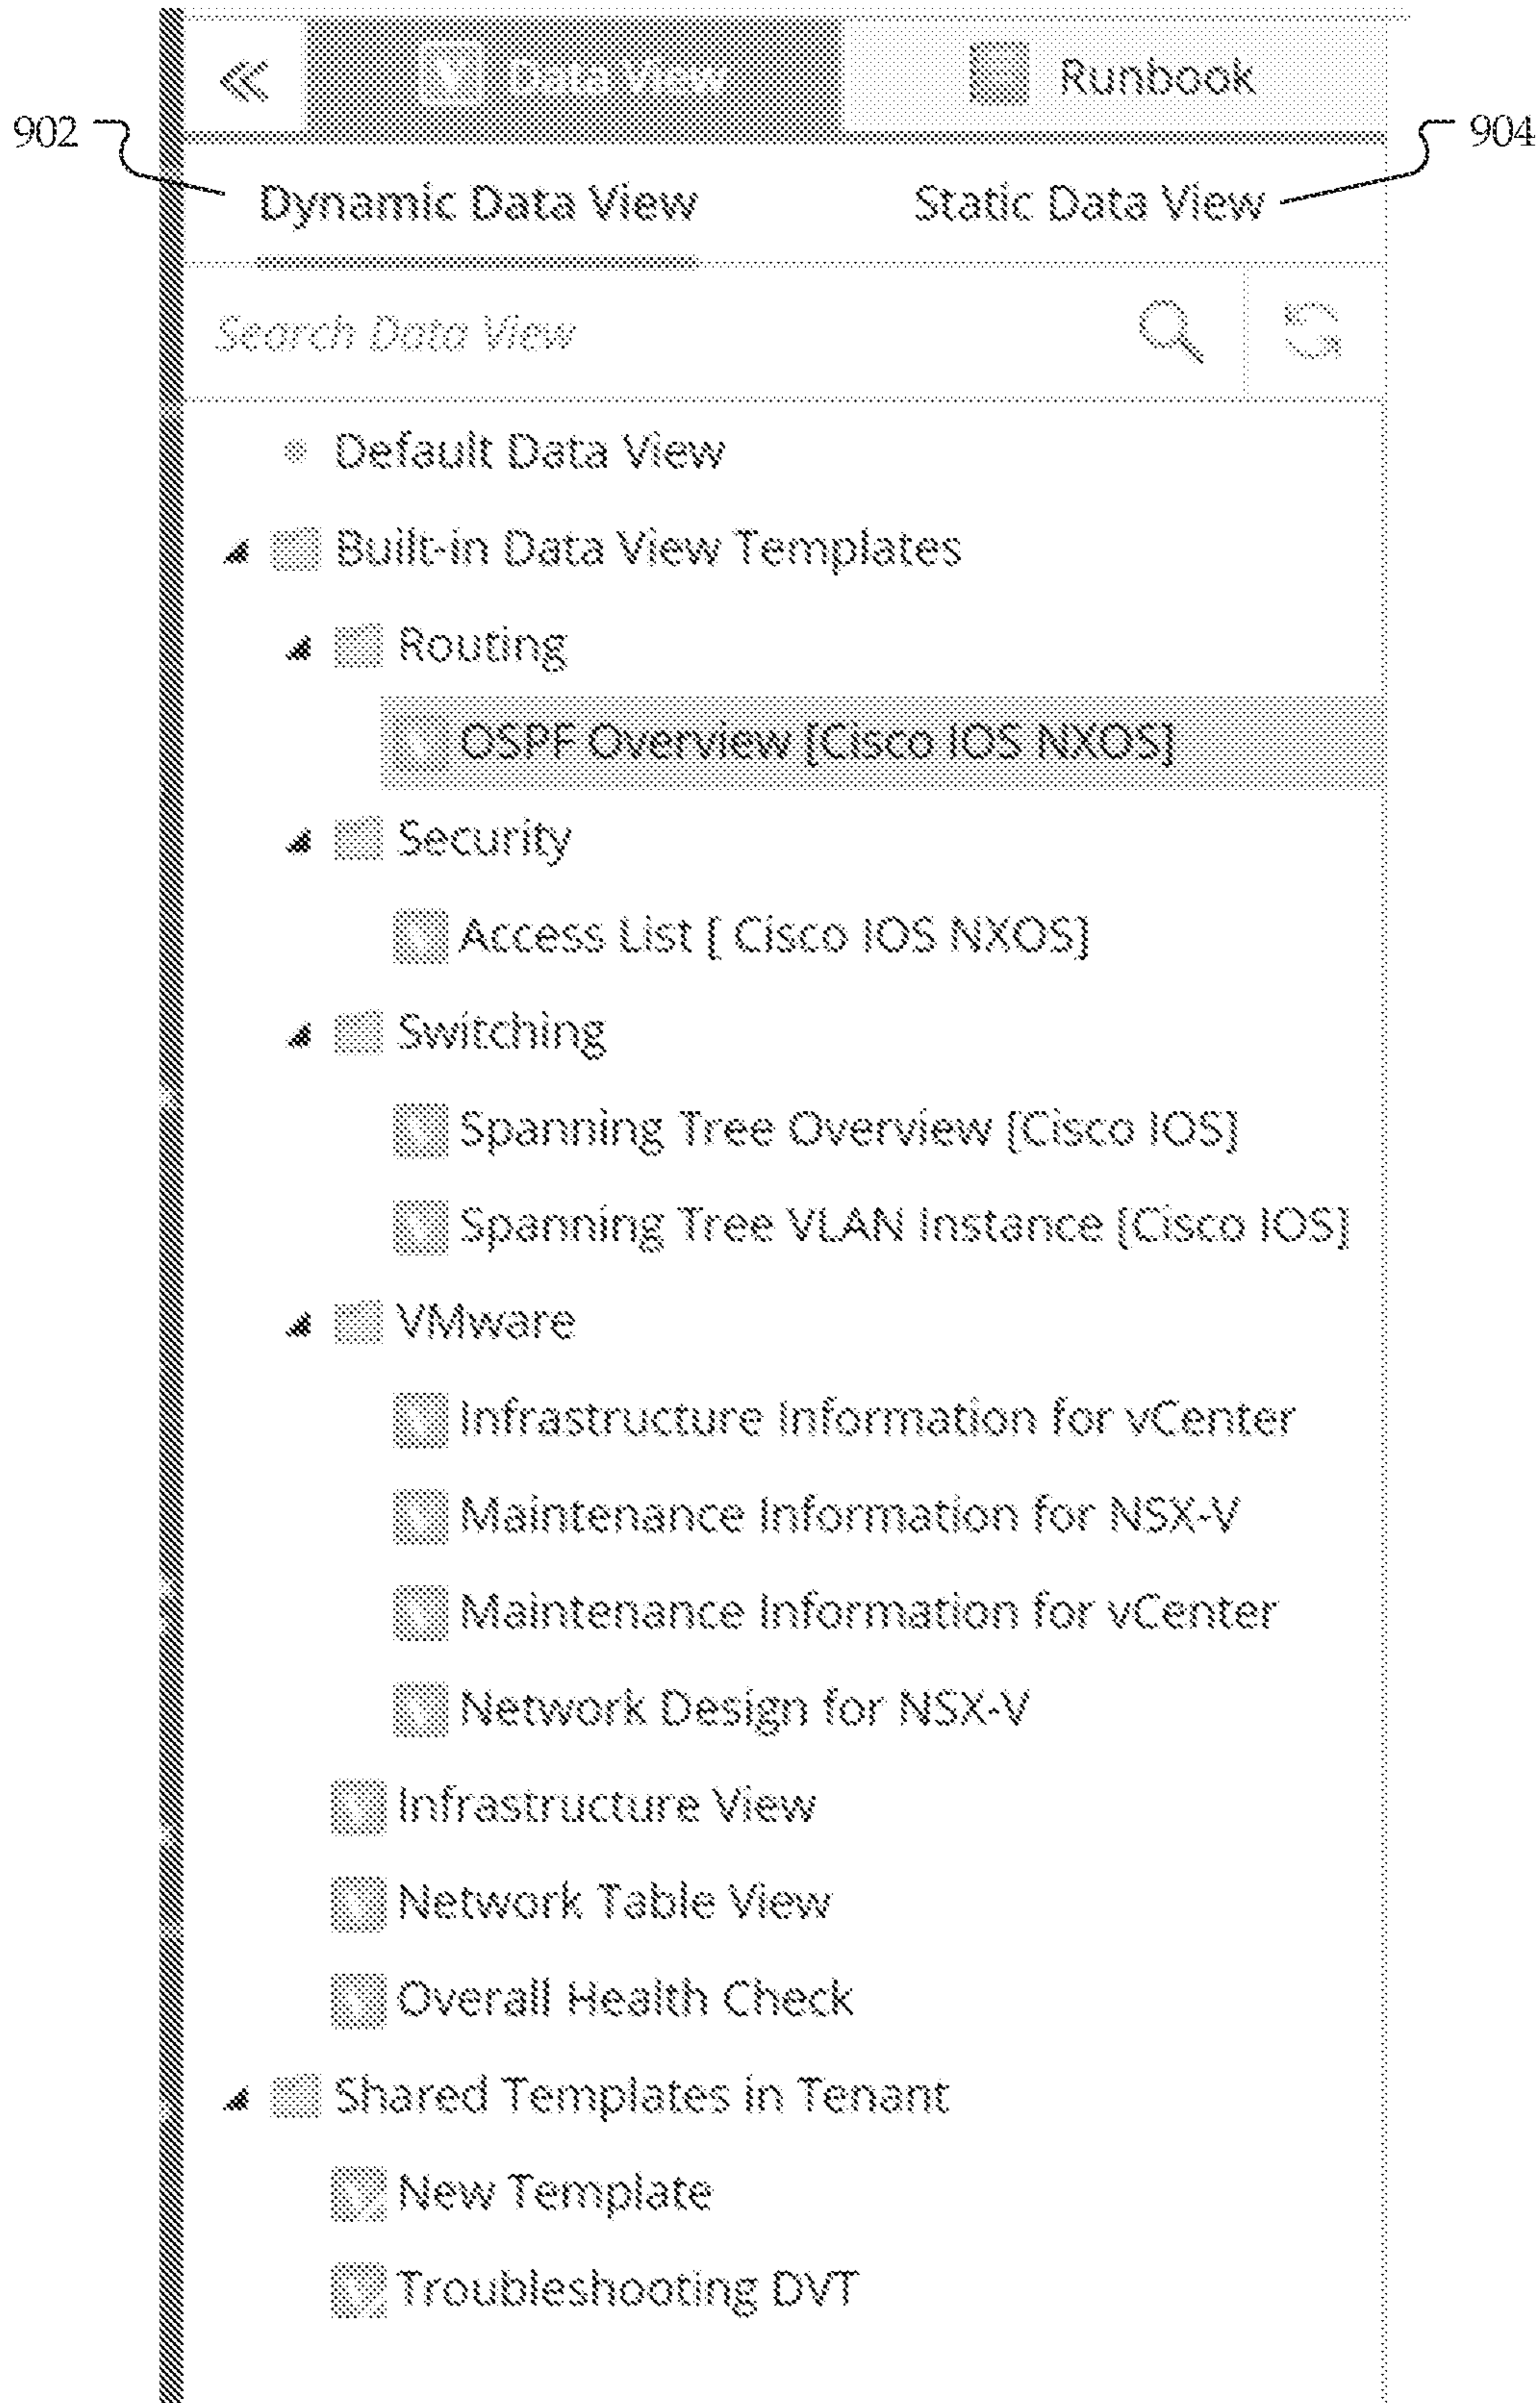 Data View
Runbook
902
904
Dynamic Data View
Static Data View
Search Data View
Default Data View
Built-in Data View Templates
Routing
OSPF Overview [Cisco IOS NXOS]
Security
Access List [ Cisco IOS NXOS]
Switching
Spanning Tree Overview [Cisco IOS]
Spanning Tree VLAN Instance [Cisco IOS]
VMware
Infrastructure Information for vCenter
Maintenance Information for NSX-V
Maintenance Information for vCenter
Network Design for NSX-V
Infrastructure View
Network Table View
Overall Health Check
Shared Templates in Tenant
New Template
Troubleshooting DVT